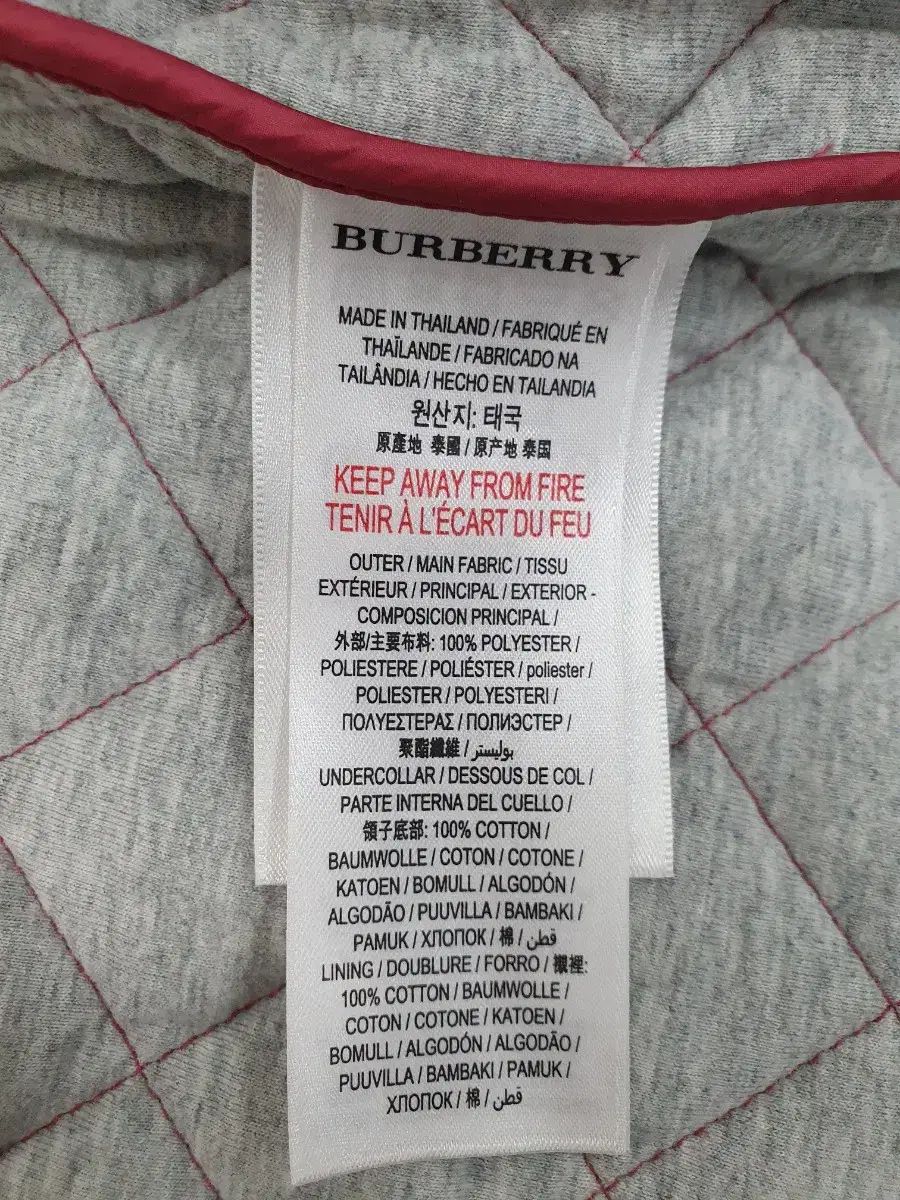 BURBERRY
MADE IN THAILAND / FABRIQUÉ EN
THAÏLANDE / FABRICADO NA
TAILÂNDIA / HECHO EN TAILANDIA
원산지: 태국
原產地 泰國 / 原产地 泰国
KEEP AWAY FROM FIRE
TENIR À L'ÉCART DU FEU
OUTER / MAIN FABRIC / TISSU
EXTÉRIEUR / PRINCIPAL / EXTERIOR -
COMPOSICION PRINCIPAL /
外部/主要布料: 100% POLYESTER /
POLIESTERE / POLIÉSTER / poliester /
POLIESTER / POLYESTERI /
ΠΟΛΥΕΣΤΕΡΑΣ / ПОЛИЭСТЕР /
聚酯纖維 / بوليستر
UNDERCOLLAR / DESSOUS DE COL /
PARTE INTERNA DEL CUELLO /
領子底部: 100% COTTON /
BAUMWOLLE / COTON / COTONE /
KATOEN / BOMULL / ALGODÓN /
ALGODÃO / PUUVILLA / BAMBAKI /
PAMUK / ХЛОПОК / 棉 / قطن
LINING / DOUBLURE / FORRO / 襯裡:
100% COTTON / BAUMWOLLE /
COTON / COTONE / KATOEN /
BOMULL / ALGODÓN / ALGODÃO /
PUUVILLA / BAMBAKI / PAMUK /
ХЛОПОК / 棉 / قطن